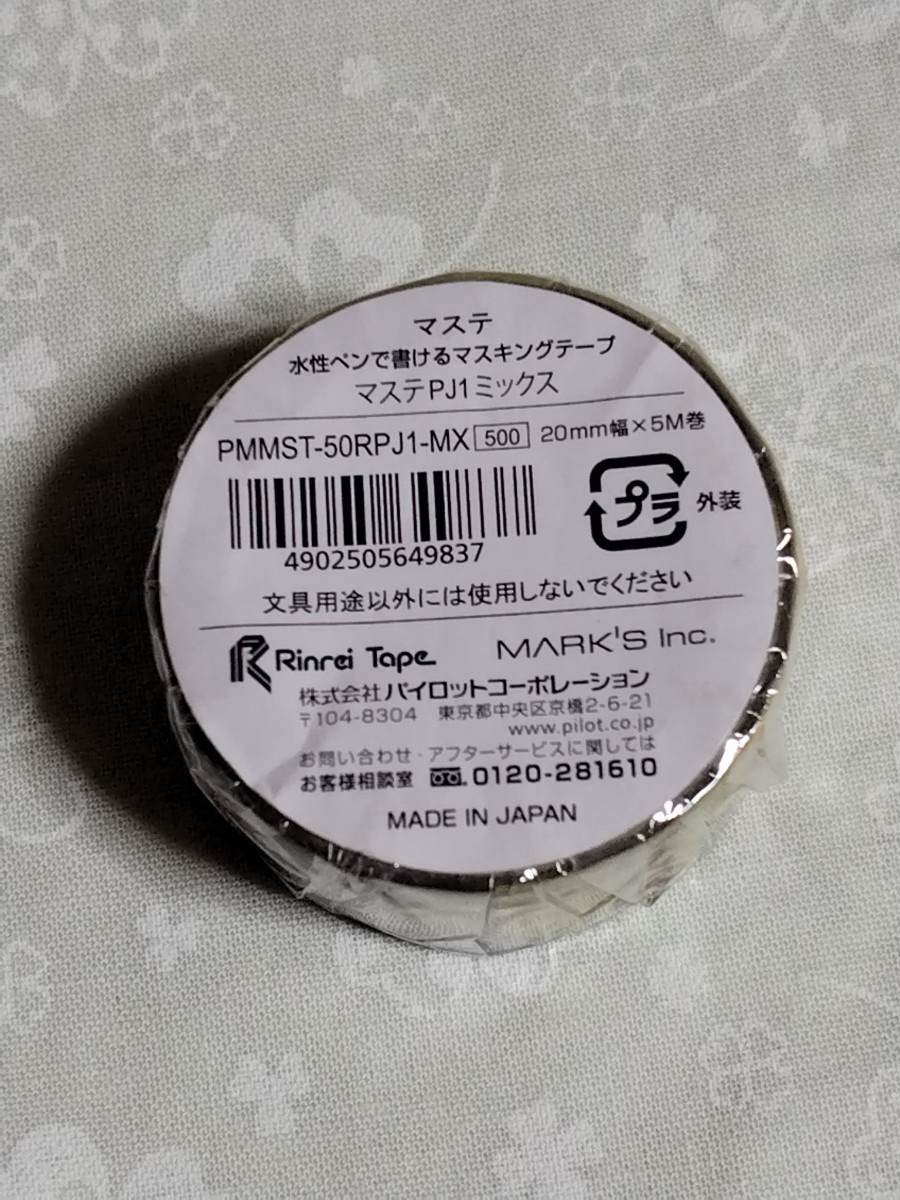 マステ
水性ペンで書けるマスキングテープ
マステPJ1ミックス
PMMST-50RPJ1-MX 500 20mm幅×5M巻
プラ 外装
4902505649837
文具用途以外には使用しないでください
Rinrei Tape MARK'S Inc.
株式会社パイロットコーポレーション
〒104-8304 東京都中央区京橋2-6-21
www.pilot.co.jp
お問い合わせ・アフターサービスに関しては
お客様相談室 0120-281610
MADE IN JAPAN